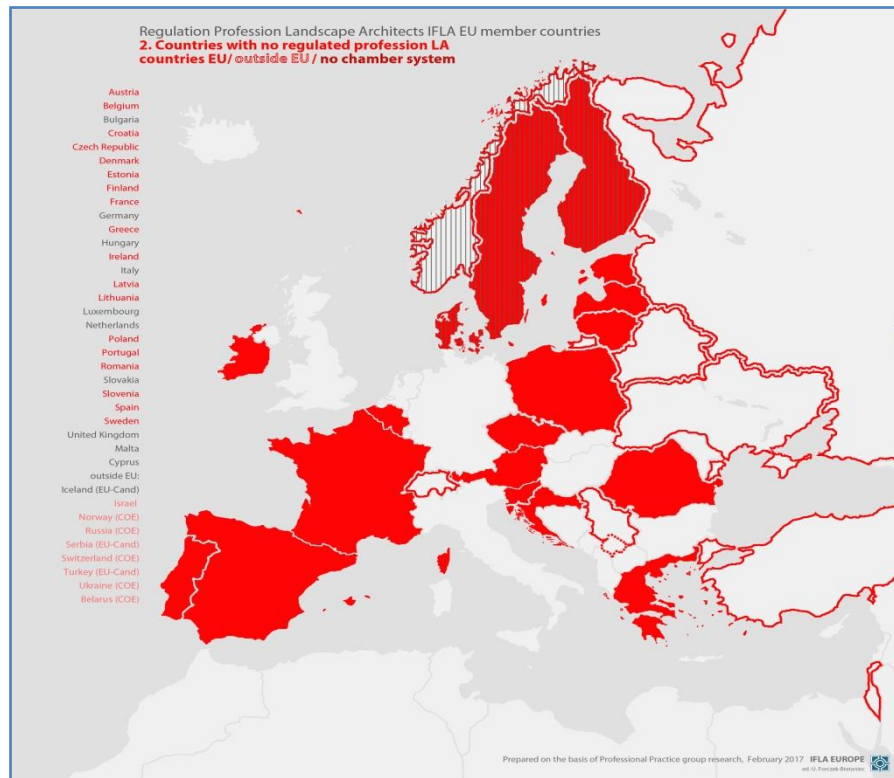 Regulation Profession Landscape Architects IFLA EU member countries
2. Countries with no regulated profession LA
countries EU/ outside EU / no chamber system
Austria
Belgium
Bulgaria
Croatia
Czech Republic
Denmark
Estonia
Finland
France
Germany
Greece
Hungary
Ireland
Italy
Latvia
Lithuania
Luxembourg
Netherlands
Poland
Portugal
Romania
Slovakia
Slovenia
Spain
Sweden
United Kingdom
Malta
Cyprus
outside EU:
Iceland (EU-Cand)
Israel
Norway (COE)
Russia (COE)
Serbia (EU-Cand)
Switzerland (COE)
Turkey (EU-Cand)
Ukraine (COE)
Belarus (COE)
Prepared on the basis of Professional Practice group research, February 2017 IFLA EUROPE